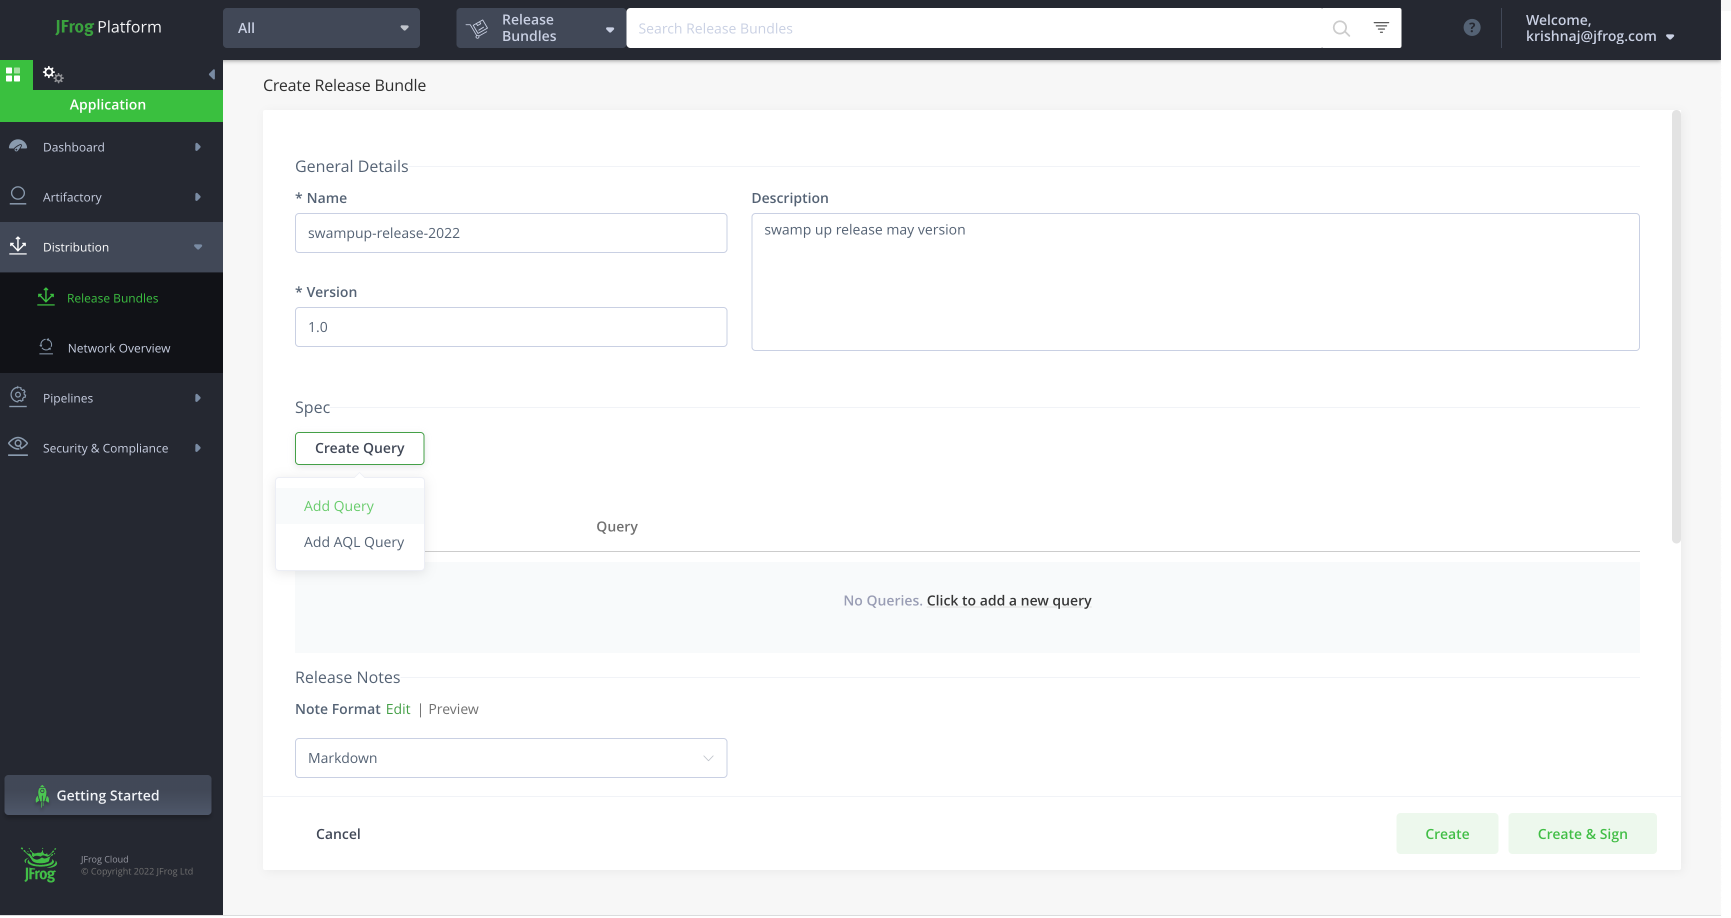 JFrog Platform
All
Release
Bundles
Search Release Bundles
?
Welcome,
krishnaj@jfrog.com
Application
Dashboard
Artifactory
Distribution
Release Bundles
Network Overview
Pipelines
Security & Compliance
Getting Started
JFrog
JFrog Cloud
© Copyright 2022 JFrog Ltd
Create Release Bundle
General Details
* Name
swampup-release-2022
Description
swamp up release may version
* Version
1.0
Spec
Create Query
Add Query
Add AQL Query
Query
No Queries. Click to add a new query
Release Notes
Note Format Edit | Preview
Markdown
Cancel
Create
Create & Sign